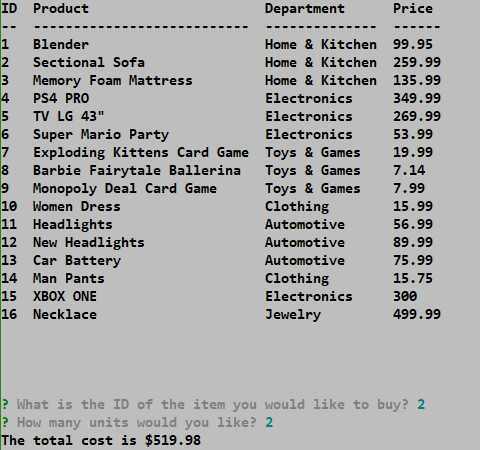 ID  Product                      Department      Price
--  ---------------------------  --------------  ------
1   Blender                      Home & Kitchen  99.95
2   Sectional Sofa               Home & Kitchen  259.99
3   Memory Foam Mattress         Home & Kitchen  135.99
4   PS4 PRO                      Electronics     349.99
5   TV LG 43"                    Electronics     269.99
6   Super Mario Party            Electronics     53.99
7   Exploding Kittens Card Game  Toys & Games    19.99
8   Barbie Fairytale Ballerina   Toys & Games    7.14
9   Monopoly Deal Card Game      Toys & Games    7.99
10  Women Dress                  Clothing        15.99
11  Headlights                   Automotive      56.99
12  New Headlights               Automotive      89.99
13  Car Battery                  Automotive      75.99
14  Man Pants                    Clothing        15.75
15  XBOX ONE                     Electronics     300
16  Necklace                     Jewelry         499.99
? What is the ID of the item you would like to buy? 2
? How many units would you like? 2
The total cost is $519.98